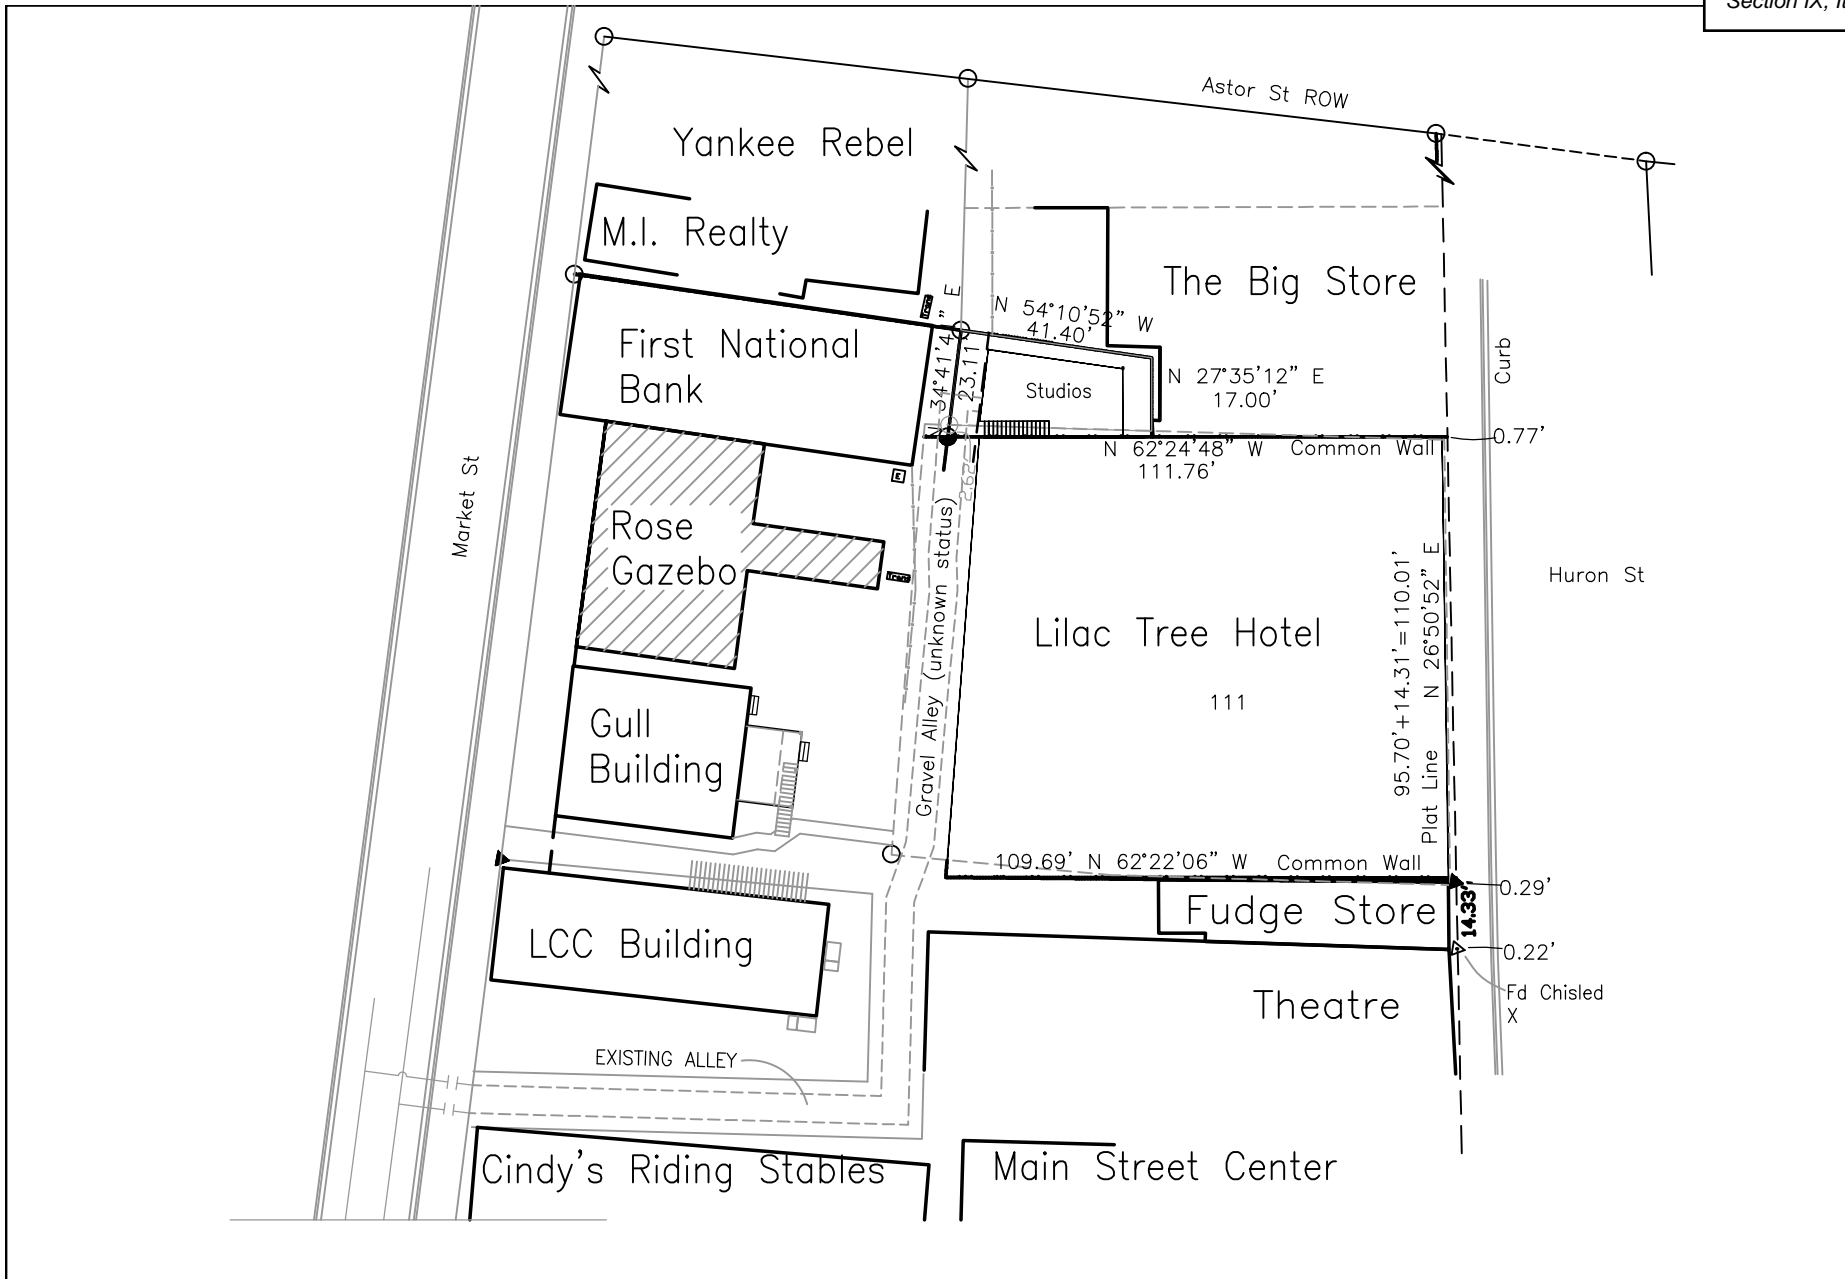 Section IX, It
Astor St ROW
Yankee Rebel
M.I. Realty
The Big Store
N 54°10'52" W
41.40'
First National
Bank
34°41'4 " E
23.11'
Studios
N 27°35'12" E
17.00'
Curb
0.77'
N 62°24'48" W Common Wall
111.76'
Trans
E
2.62'
Market St
Rose
Gazebo
Trans
Gravel Alley (unknown status)
Lilac Tree Hotel
111
95.70'+14.31'=110.01'
Plat Line N 26°50'52" E
Huron St
Gull
Building
109.69' N 62°22'06" W Common Wall
0.29'
14.33'
Fudge Store
LCC Building
0.22'
Fd Chisled
X
Theatre
EXISTING ALLEY
Cindy's Riding Stables
Main Street Center